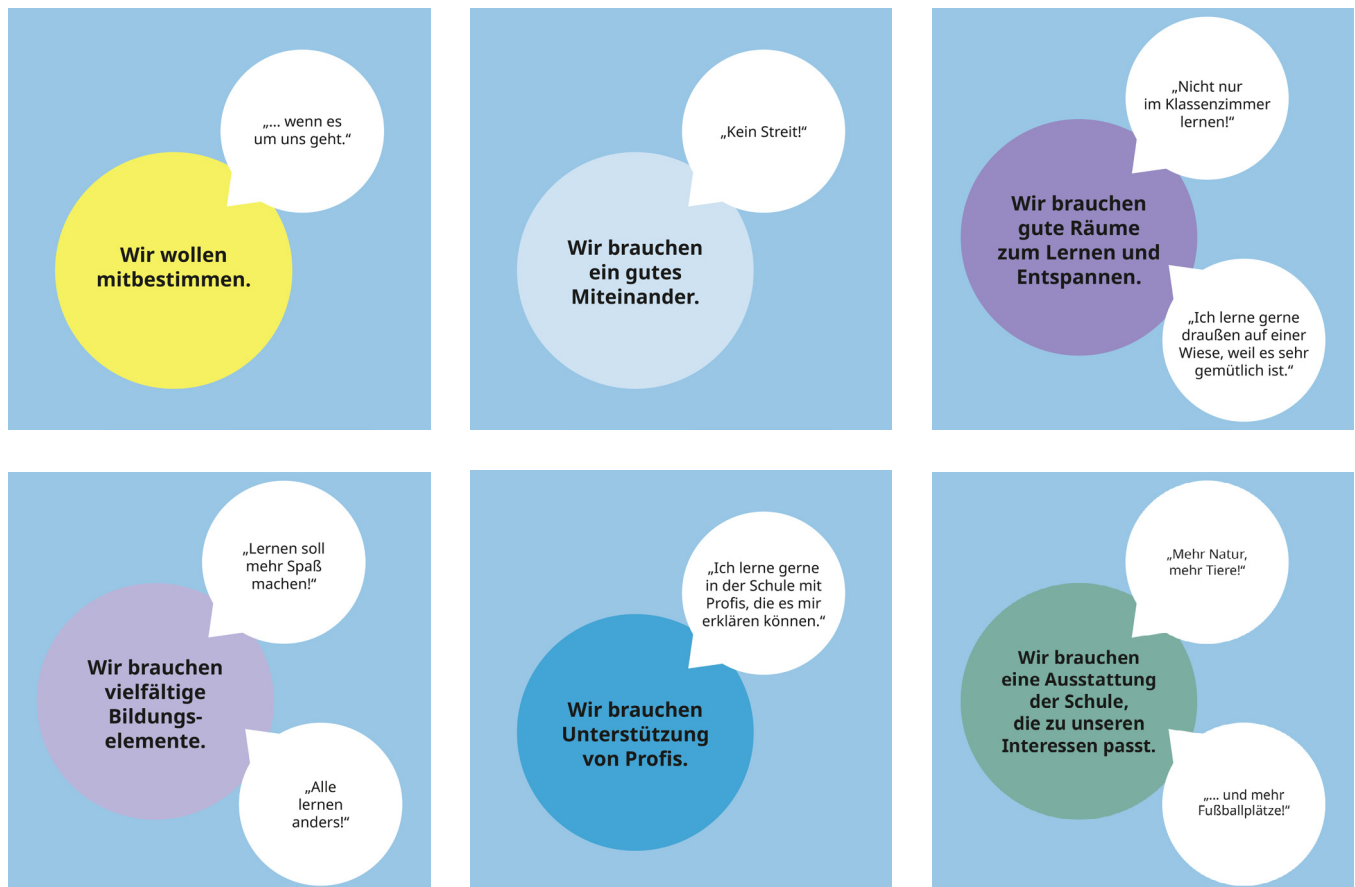 „... wenn es
um uns geht.“
Wir wollen
mitbestimmen.
„Kein Streit!“
Wir brauchen
ein gutes
Miteinander.
„Nicht nur
im Klassenzimmer
lernen!“
Wir brauchen
gute Räume
zum Lernen und
Entspannen.
„Ich lerne gerne
draußen auf einer
Wiese, weil es sehr
gemütlich ist.“
„Lernen soll
mehr Spaß
machen!“
Wir brauchen
vielfältige
Bildungs-
elemente.
„Alle
lernen
anders!“
„Ich lerne gerne
in der Schule mit
Profis, die es mir
erklären können.“
Wir brauchen
Unterstützung
von Profis.
„Mehr Natur,
mehr Tiere!“
Wir brauchen
eine Ausstattung
der Schule,
die zu unseren
Interessen passt.
„... und mehr
Fußballplätze!“